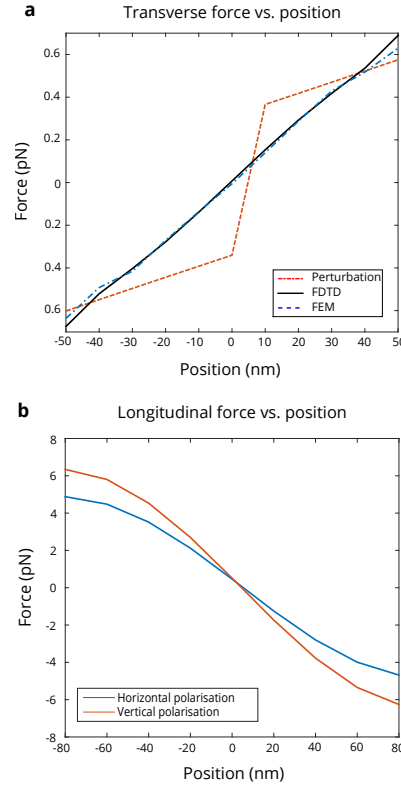 a
Transverse force vs. position
0.6
0.4
0.2
0
0.2
0.4
0.6
Force (pN)
-50 -40 -30 -20 -10 0 10 20 30 40 50
Position (nm)
Perturbation
FDTD
FEM
b
Longitudinal force vs. position
8
6
4
2
0
-2
-4
-6
-8
Force (pN)
Horizontal polarisation
Vertical polarisation
-80 -60 -40 -20 0 20 40 60 80
Position (nm)